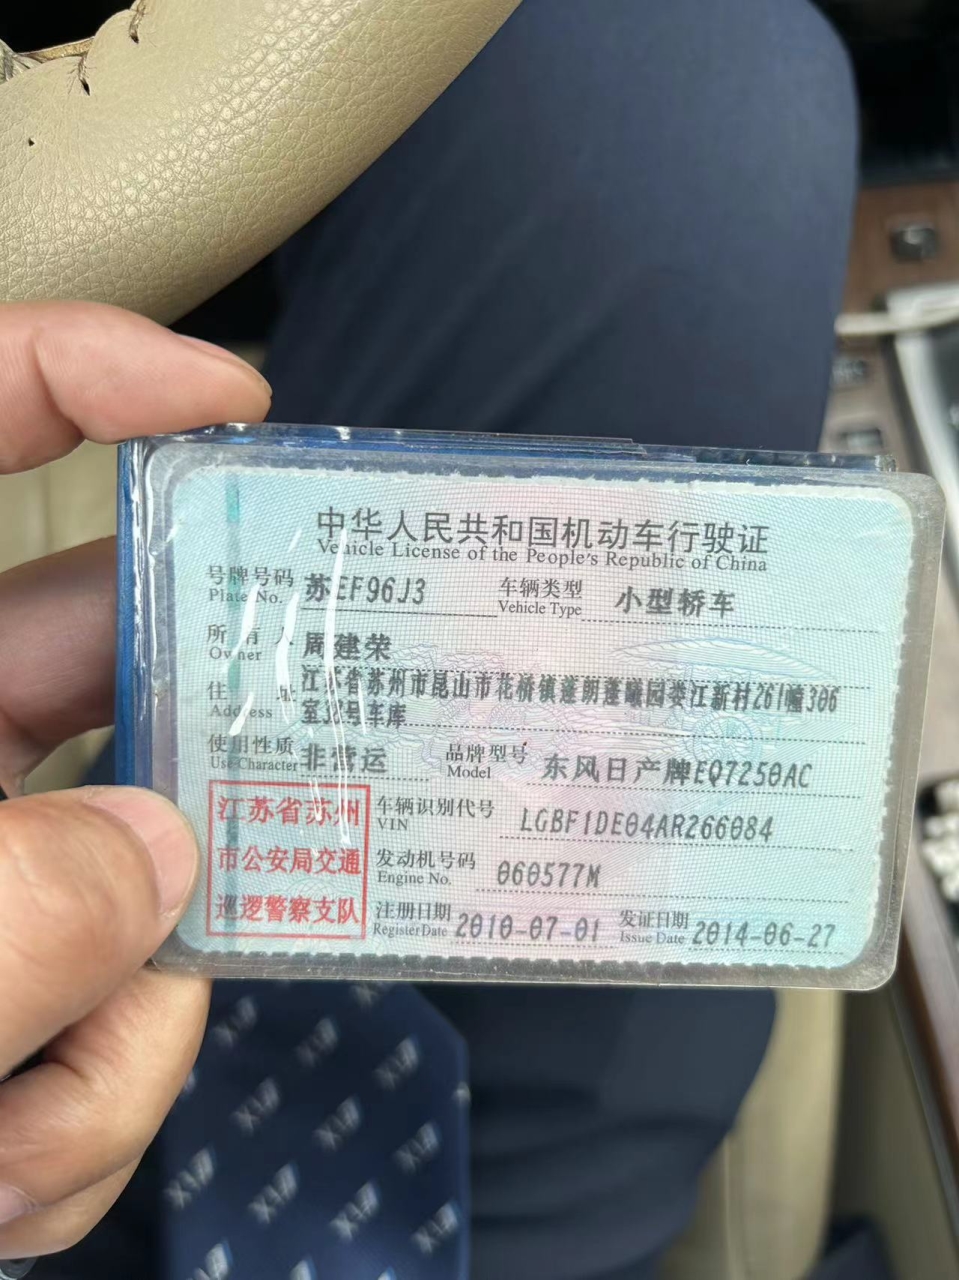 中华人民共和国机动车行驶证
Vehicle License of the People's Republic of China
号牌号码 苏EF96J3 车辆类型 小型轿车
Plate No. Vehicle Type
所有人 周建荣
Owner
住址 江苏省苏州市昆山市花桥镇蓬朗蓬曦园娄江新村261幢306
Address 室 号车库
使用性质 非营运 品牌型号 东风日产牌EQ7250AC
Use Character Model
江苏省苏州 车辆识别代号 LGBF1DE04AR266084
VIN
市公安局交通 发动机号码 060577M
Engine No.
巡逻警察支队 注册日期 2010-07-01 发证日期 2014-06-27
Register Date Issue Date